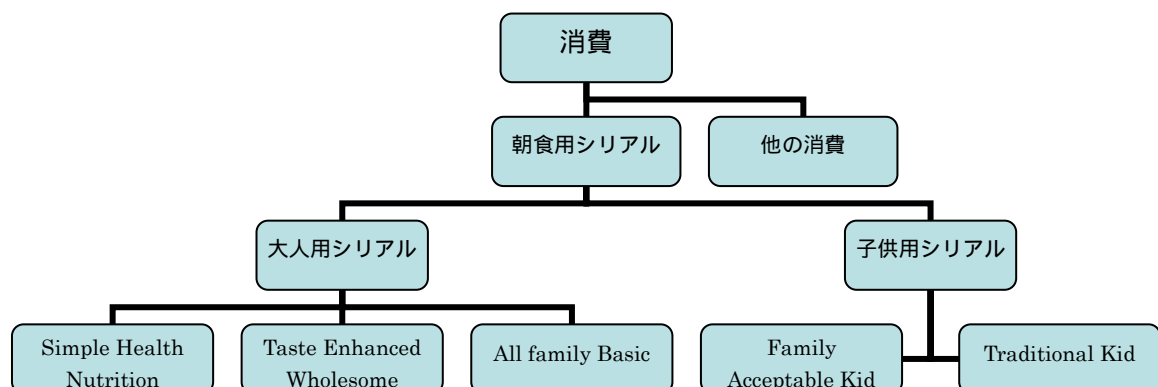 消費
朝食用シリアル
他の消費
大人用シリアル
子供用シリアル
Simple Health
Nutrition
Taste Enhanced
Wholesome
All family Basic
Family
Acceptable Kid
Traditional Kid